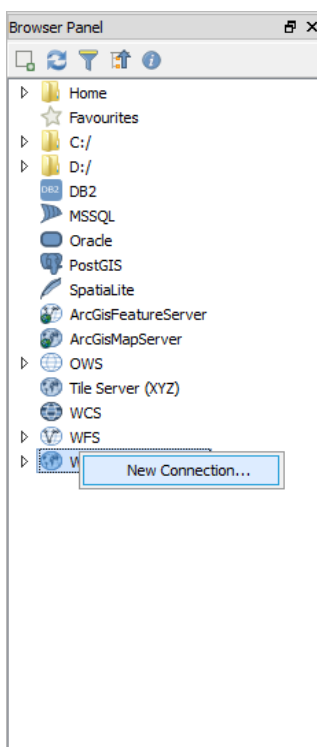 Browser Panel
Home
Favourites
C:/
D:/
DB2 DB2
MSSQL
Oracle
PostGIS
SpatiaLite
ArcGisFeatureServer
ArcGisMapServer
OWS
Tile Server (XYZ)
WCS
WFS
New Connection...